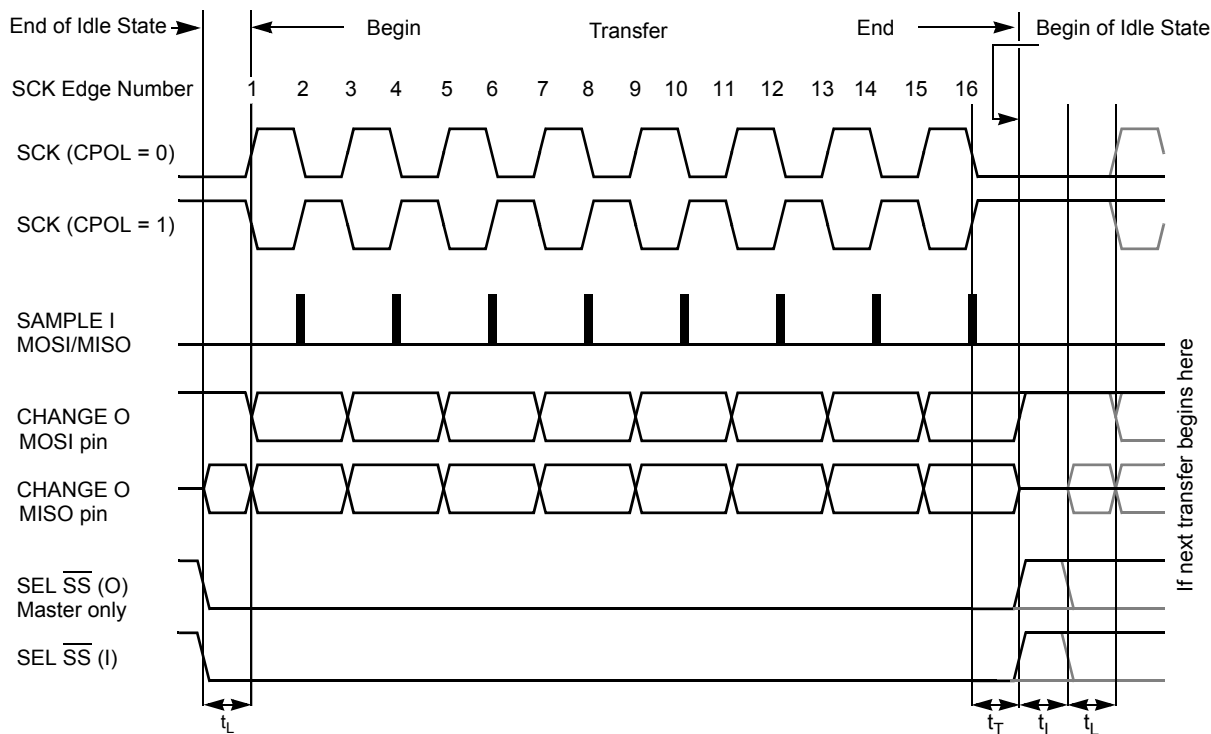 End of Idle State
Begin
Transfer
End
Begin of Idle State
SCK Edge Number
1 2 3 4 5 6 7 8 9 10 11 12 13 14 15 16
SCK (CPOL = 0)
SCK (CPOL = 1)
SAMPLE I
MOSI/MISO
CHANGE O
MOSI pin
CHANGE O
MISO pin
SEL SS (O)
Master only
SEL SS (I)
tL
tT
tI
tL
If next transfer begins here